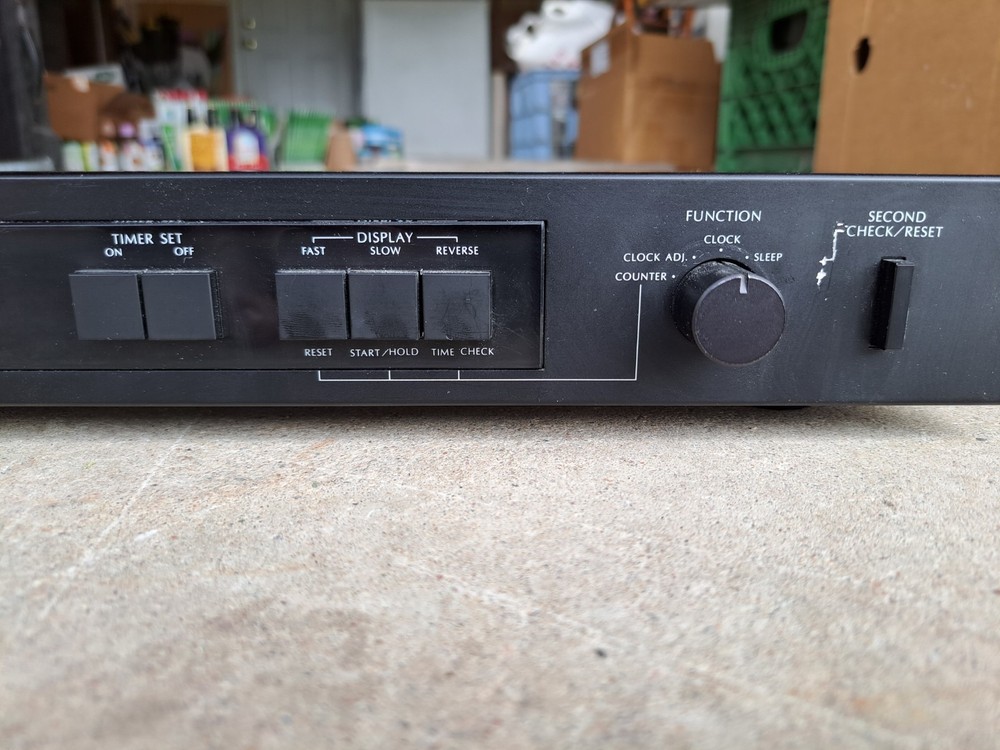 TIMER SET
ON OFF
DISPLAY
FAST SLOW REVERSE
RESET START/HOLD TIME CHECK
FUNCTION
CLOCK
CLOCK ADJ. SLEEP
COUNTER
SECOND
CHECK/RESET